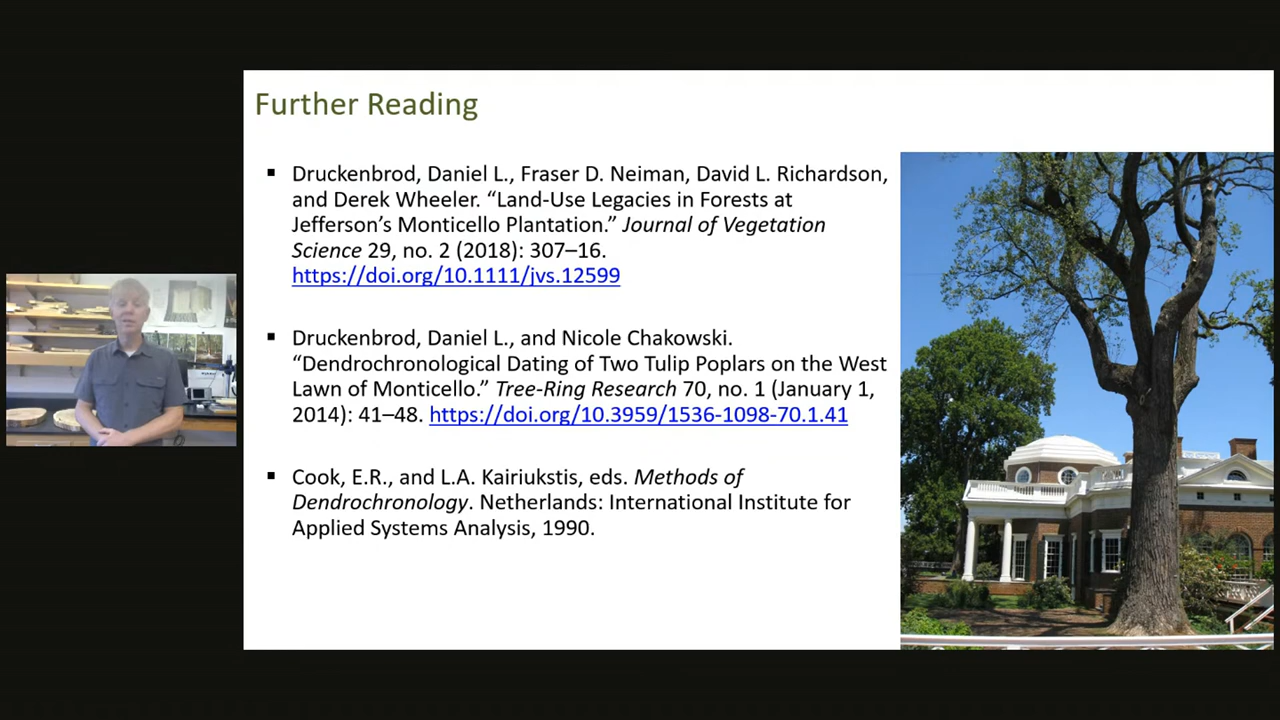 Further Reading
Druckenbrod, Daniel L., Fraser D. Neiman, David L. Richardson,
and Derek Wheeler. “Land-Use Legacies in Forests at
Jefferson’s Monticello Plantation.” Journal of Vegetation
Science 29, no. 2 (2018): 307–16.
https://doi.org/10.1111/jvs.12599
Druckenbrod, Daniel L., and Nicole Chakowski.
“Dendrochronological Dating of Two Tulip Poplars on the West
Lawn of Monticello.” Tree-Ring Research 70, no. 1 (January 1,
2014): 41–48. https://doi.org/10.3959/1536-1098-70.1.41
Cook, E.R., and L.A. Kairiukstis, eds. Methods of
Dendrochronology. Netherlands: International Institute for
Applied Systems Analysis, 1990.